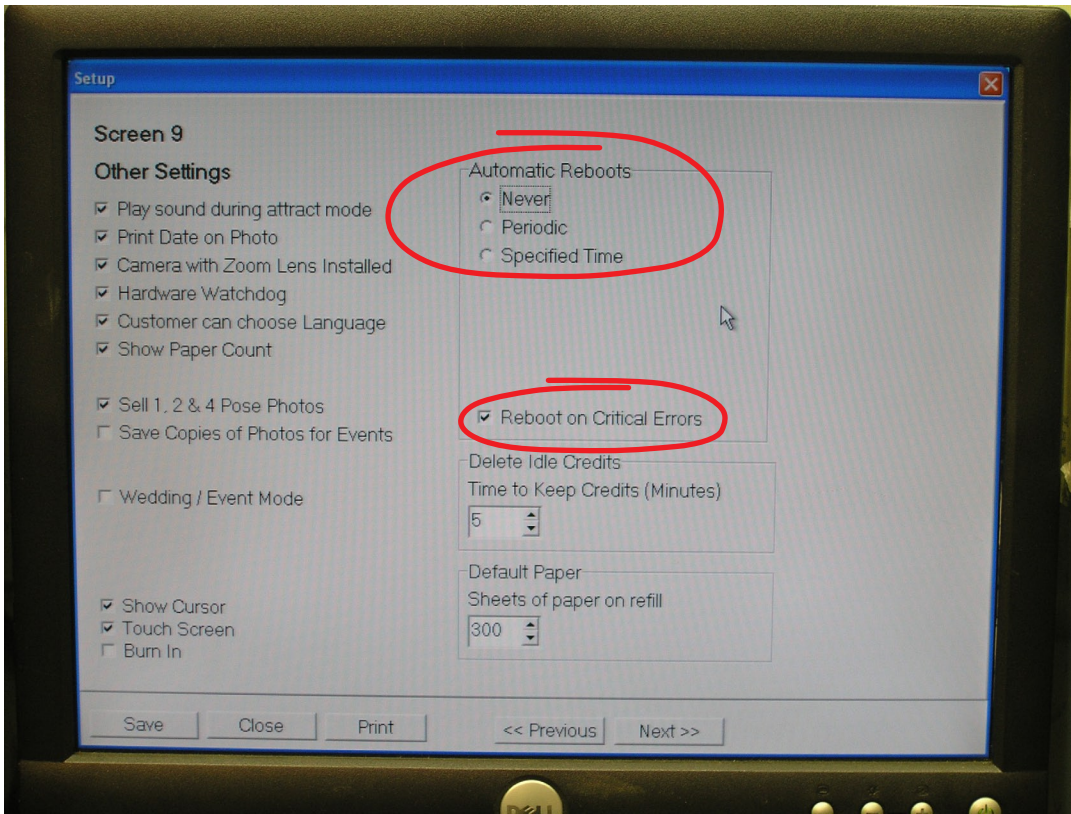 Setup
Screen 9
Other Settings
Play sound during attract mode
Print Date on Photo
Camera with Zoom Lens Installed
Hardware Watchdog
Customer can choose Language
Show Paper Count
Sell 1, 2 & 4 Pose Photos
Save Copies of Photos for Events
Wedding / Event Mode
Show Cursor
Touch Screen
Burn In
Automatic Reboots
Never
Periodic
Specified Time
Reboot on Critical Errors
Delete Idle Credits
Time to Keep Credits (Minutes)
5
Default Paper
Sheets of paper on refill
300
Save Close Print << Previous Next >>
DELL